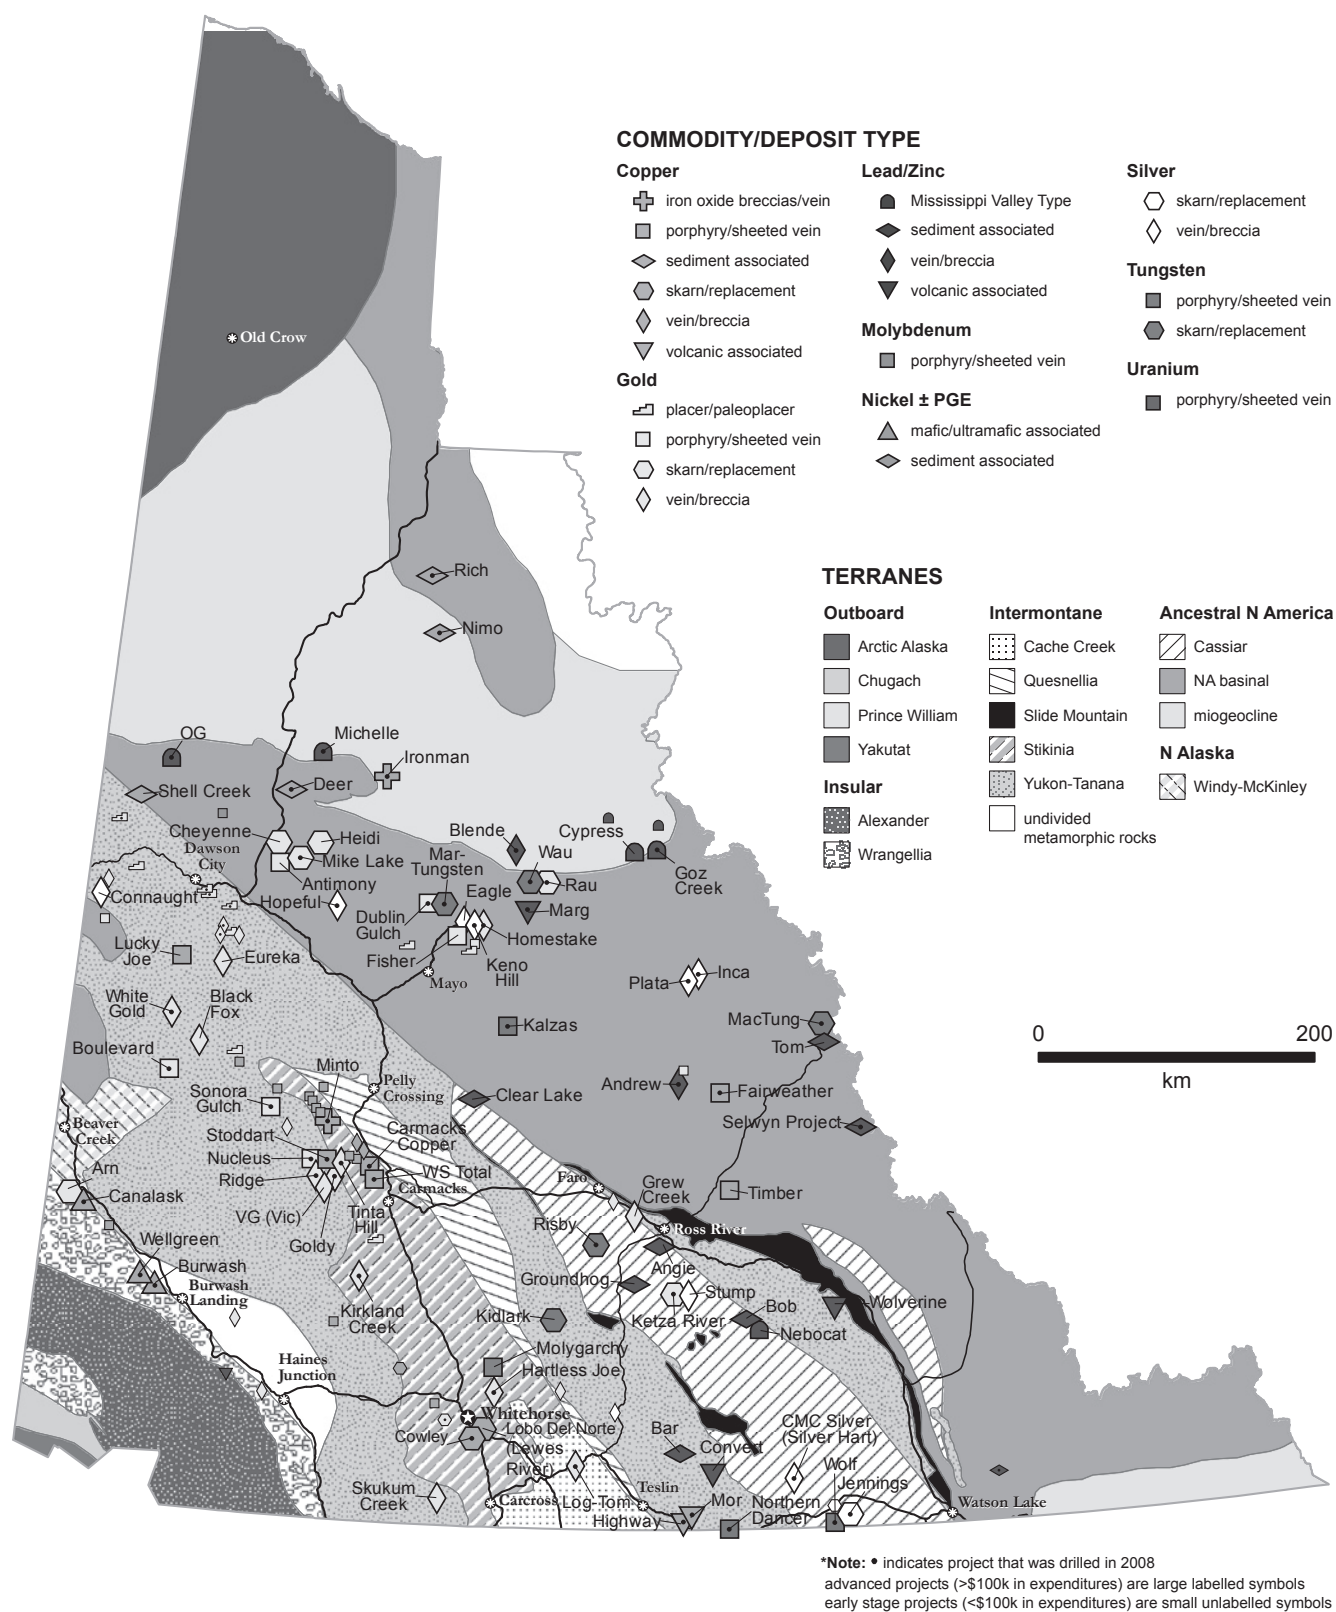 COMMODITY/DEPOSIT TYPE
Copper
iron oxide breccias/vein
porphyry/sheeted vein
sediment associated
skarn/replacement
vein/breccia
volcanic associated
Gold
placer/paleoplacer
porphyry/sheeted vein
skarn/replacement
vein/breccia
Lead/Zinc
Mississippi Valley Type
sediment associated
vein/breccia
volcanic associated
Molybdenum
porphyry/sheeted vein
Nickel ± PGE
mafic/ultramafic associated
sediment associated
Silver
skarn/replacement
vein/breccia
Tungsten
porphyry/sheeted vein
skarn/replacement
Uranium
porphyry/sheeted vein
TERRANES
Outboard
Arctic Alaska
Chugach
Prince William
Yakutat
Insular
Alexander
Wrangellia
Intermontane
Cache Creek
Quesnellia
Slide Mountain
Stikinia
Yukon-Tanana
undivided
metamorphic rocks
Ancestral N America
Cassiar
NA basinal
miogeocline
N Alaska
Windy-McKinley
Old Crow
Rich
Nimo
OG
Michelle
Ironman
Shell Creek
Deer
Cheyenne
Heidi
Dawson
City
Mike Lake
Antimony
Connaught
Hopeful
Blende
Cypress
Mar-
Tungsten
Wau
Goz
Creek
Eagle
Rau
Dublin
Gulch
Marg
Homestake
Fisher
Keno
Hill
Mayo
Lucky
Joe
Eureka
White
Gold
Black
Fox
Plata
Inca
Kalzas
MacTung
Tom
Boulevard
Minto
Pelly
Crossing
Sonora
Gulch
Clear Lake
Andrew
Fairweather
Selwyn Project
Beaver
Creek
Stoddart
Carmacks
Copper
Nucleus
Ridge
WS Total
Carmacks
Arn
Canalask
VG (Vic)
Tinta
Hill
Goldy
Faro
Grew
Creek
Timber
Risby
Ross River
Wellgreen
Burwash
Burwash
Landing
Angie
Groundhog
Stump
Kirkland
Creek
Kidlark
Ketza River
Bob
Nebocat
Wolverine
Molygarchy
Hartless Joe
Haines
Junction
Whitehorse
Cowley
Lobo Del Norte
(Lewes
River)
Bar
Convert
CMC Silver
(Silver Hart)
Wolf
Jennings
Skukum
Creek
Carcross
Log-Tom
Teslin
Highway
Mor
Northern
Dancer
Watson Lake
0 200
km
*Note: • indicates project that was drilled in 2008
advanced projects (>$100k in expenditures) are large labelled symbols
early stage projects (<$100k in expenditures) are small unlabelled symbols